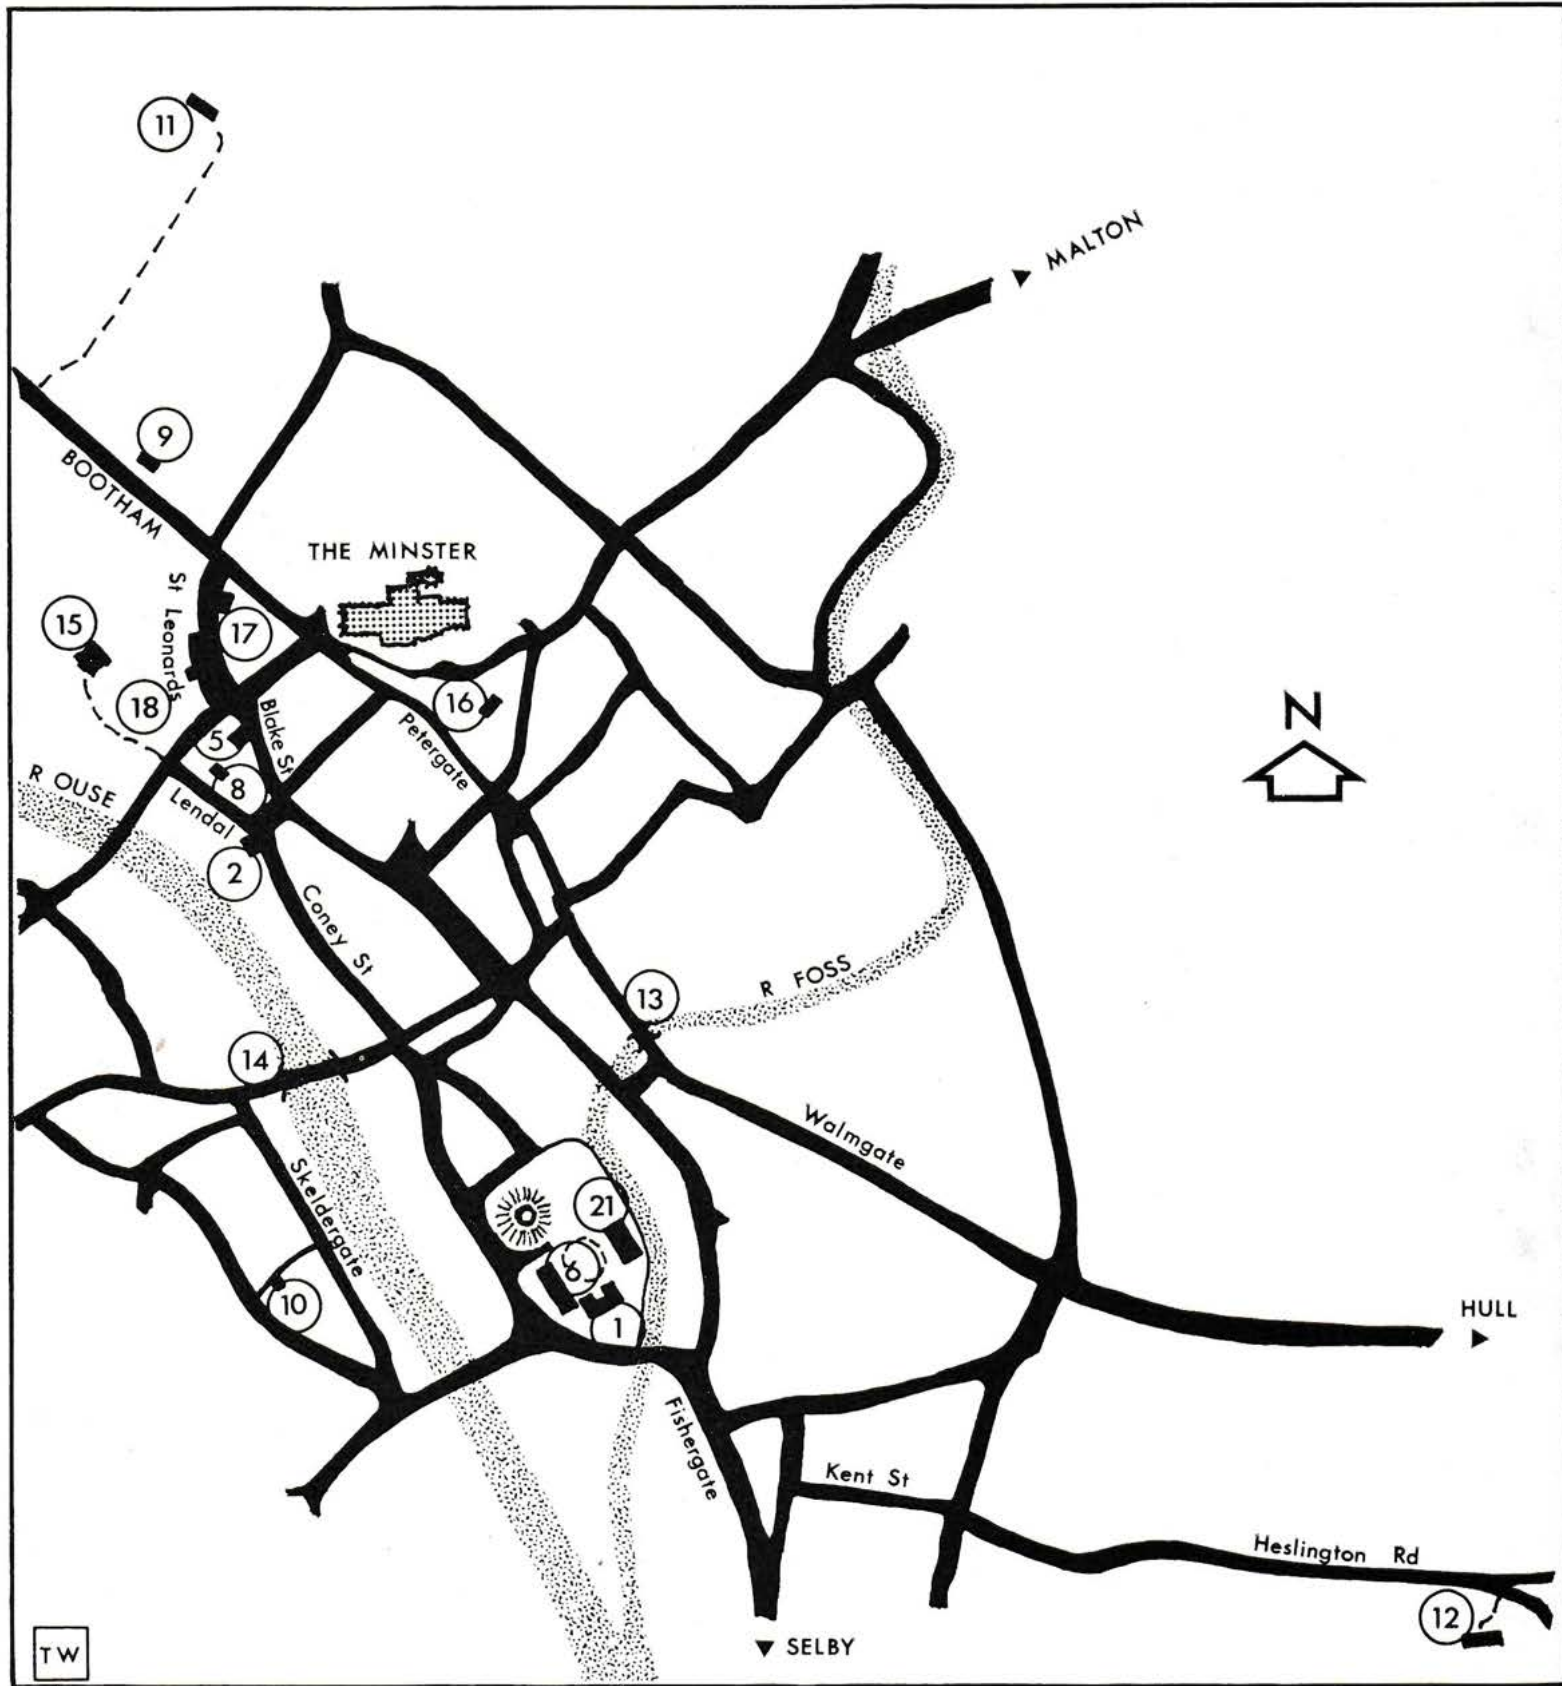 11
MALTON
9
BOOTHAM
THE MINSTER
St Leonards
15
17
18
16
5
Blake St
Petergate
N
R OUSE
8
Lendal
2
Coney St
13
R FOSS
14
Walmgate
Skeldergate
21
6
10
1
HULL
Fishergate
Kent St
Heslington Rd
12
TW
SELBY